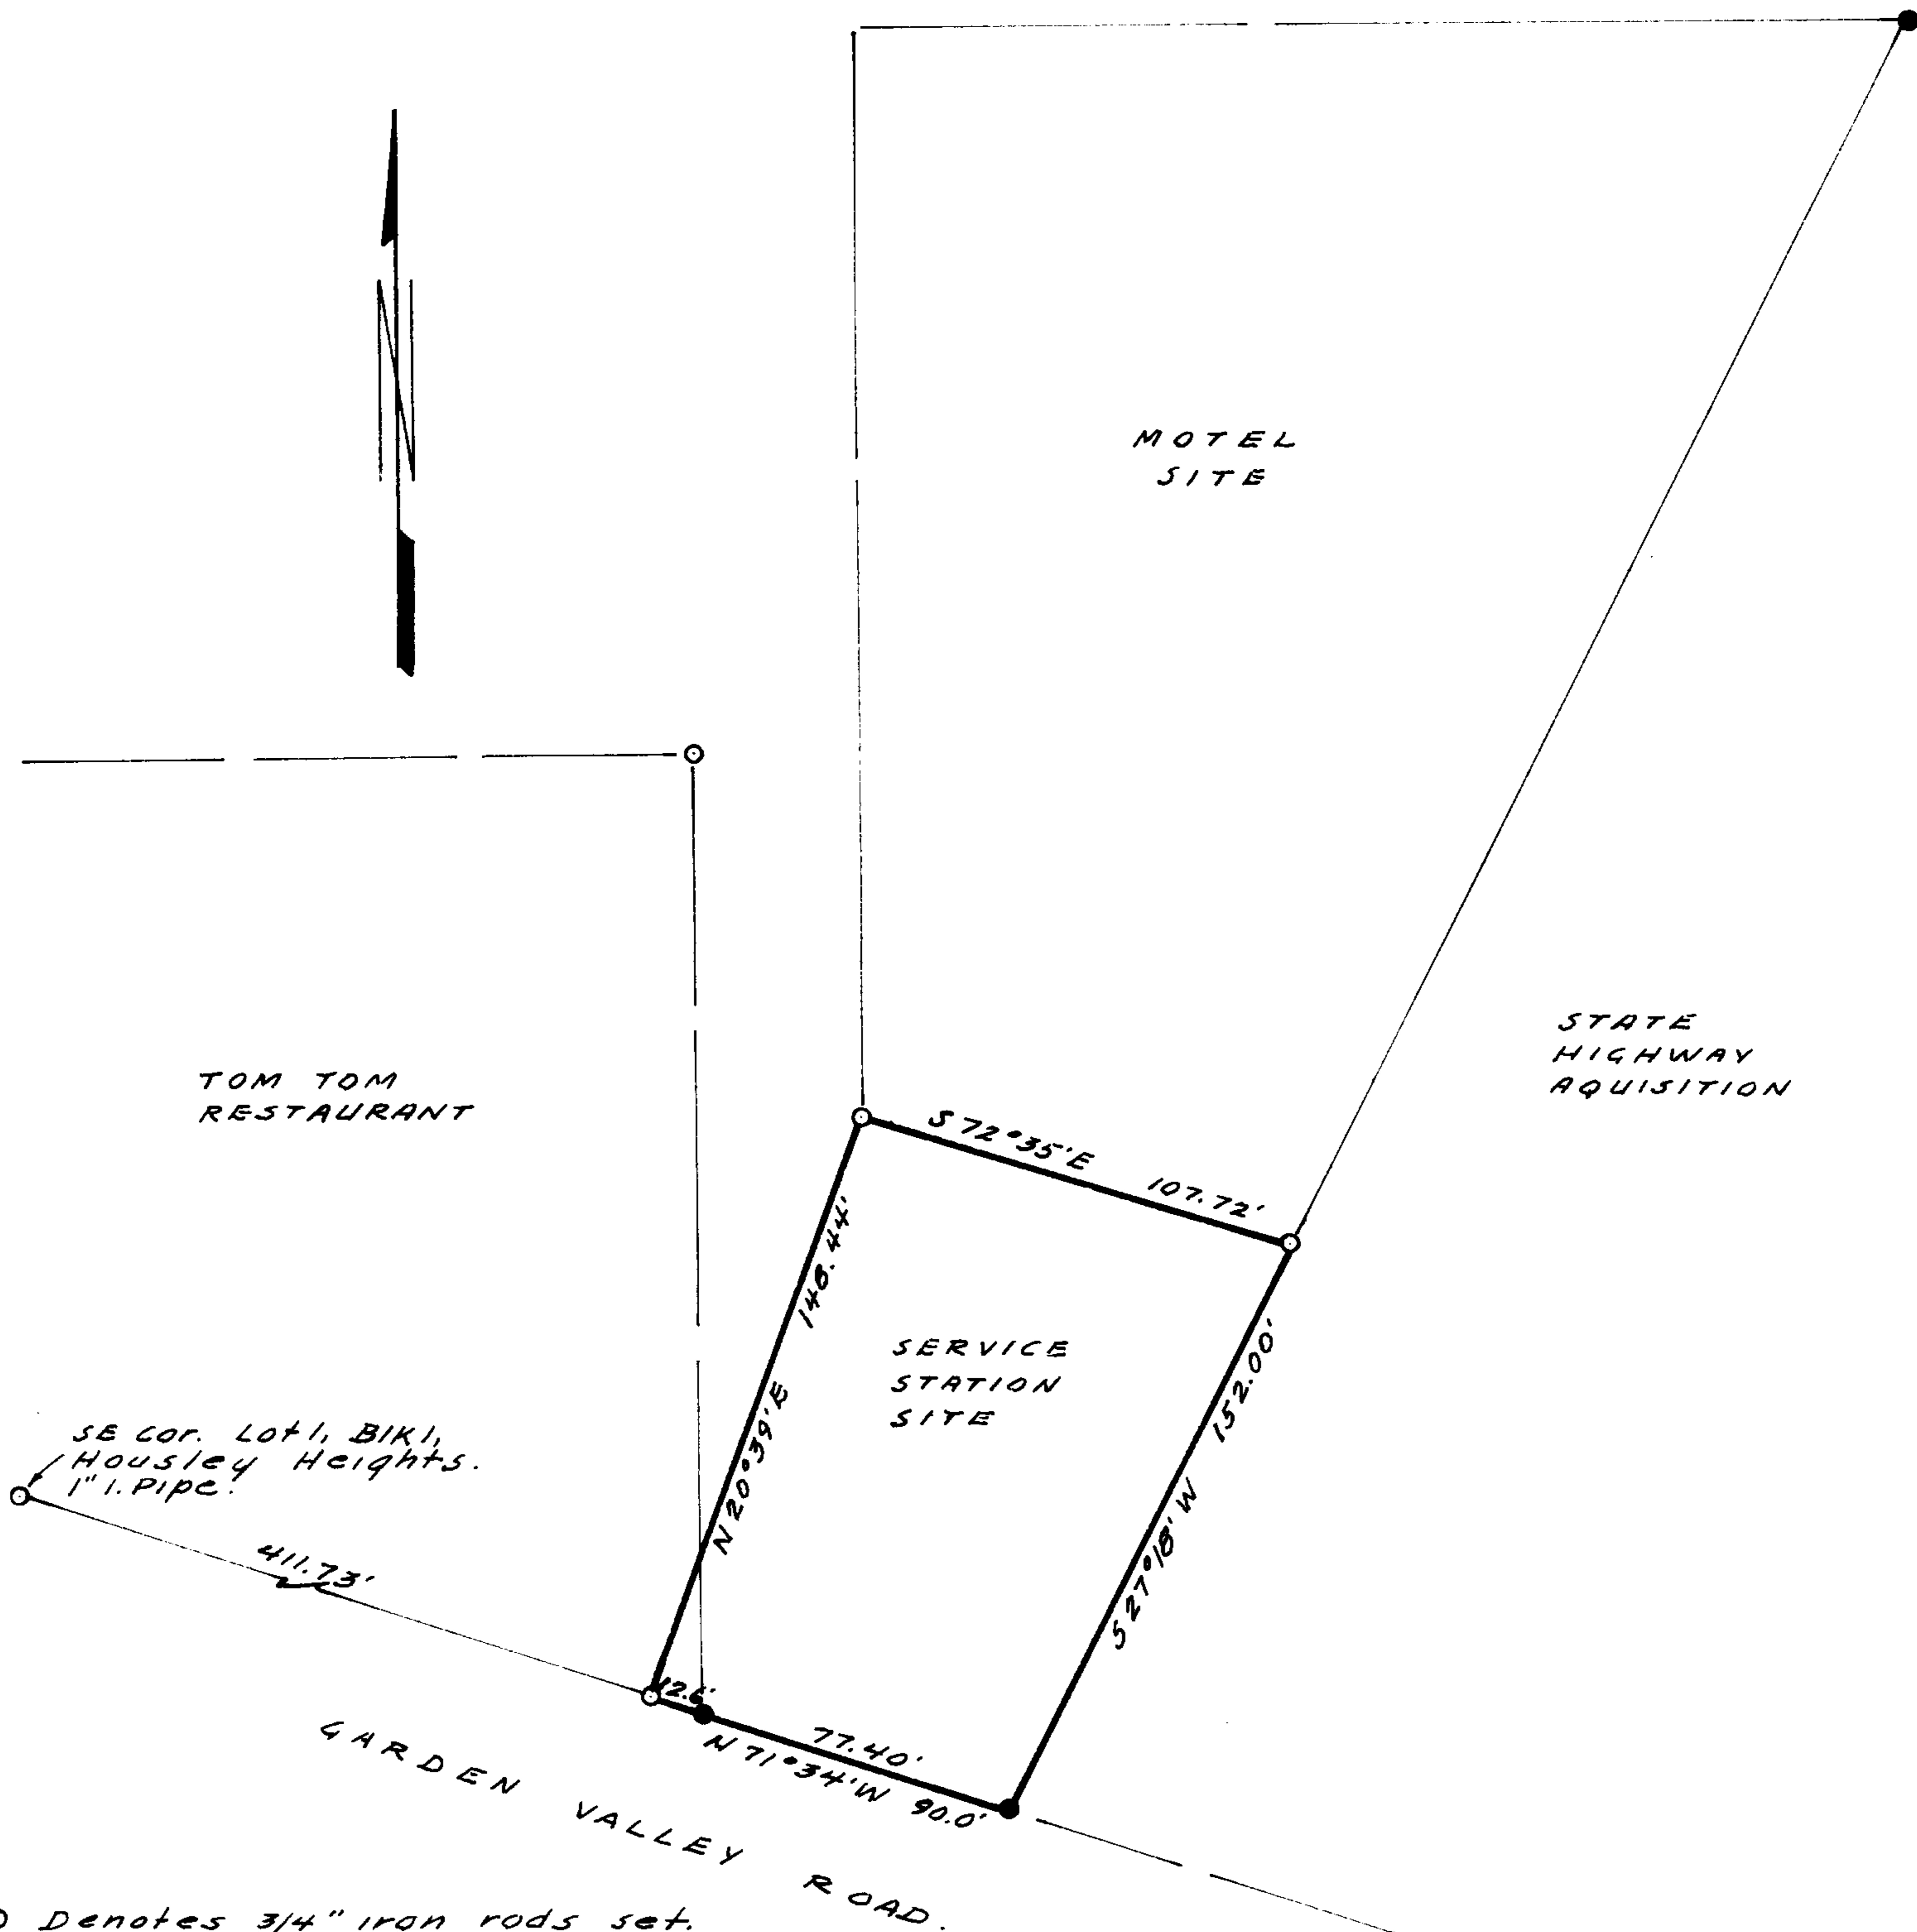 MOTEL
SITE
STATE
HIGHWAY
AQUISITION
TOM TOM
RESTAURANT
S 72°35'E 107.72'
N 20°39'E 148.44'
SERVICE
STATION
SITE
S 27°18'W 152.00'
SE Cor. Lot 1, Blk 1,
Housley Heights.
1" I. Pipe.
411.73'
12.6'
77.40'
N 71°34'W 90.0'
GARDEN VALLEY ROAD.
Denotes 3/4" iron rods set.